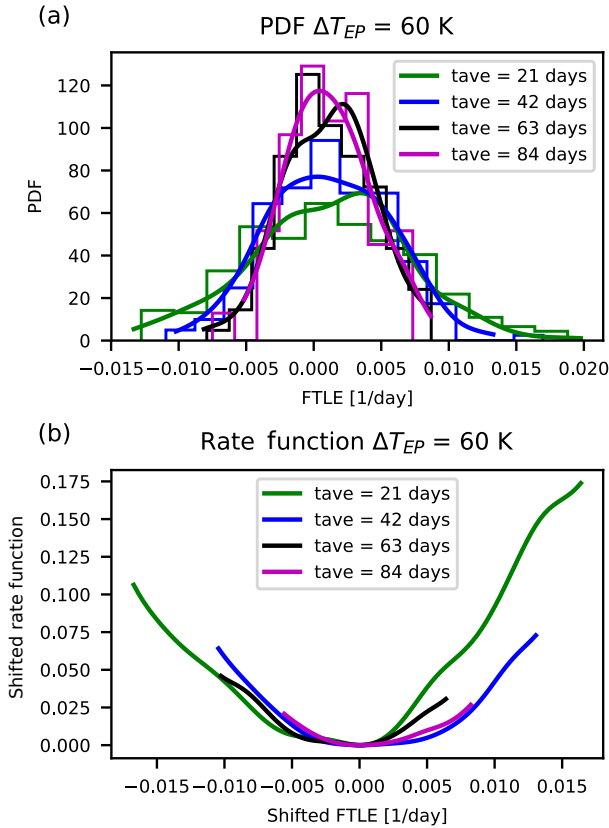 (a)
PDF ΔT_EP = 60 K
120
100
80
60
40
20
0
PDF
tave = 21 days
tave = 42 days
tave = 63 days
tave = 84 days
−0.015 −0.010 −0.005 0.000 0.005 0.010 0.015 0.020
FTLE [1/day]
(b)
Rate function ΔT_EP = 60 K
0.175
0.150
0.125
0.100
0.075
0.050
0.025
0.000
Shifted rate function
tave = 21 days
tave = 42 days
tave = 63 days
tave = 84 days
−0.015 −0.010 −0.005 0.000 0.005 0.010 0.015
Shifted FTLE [1/day]